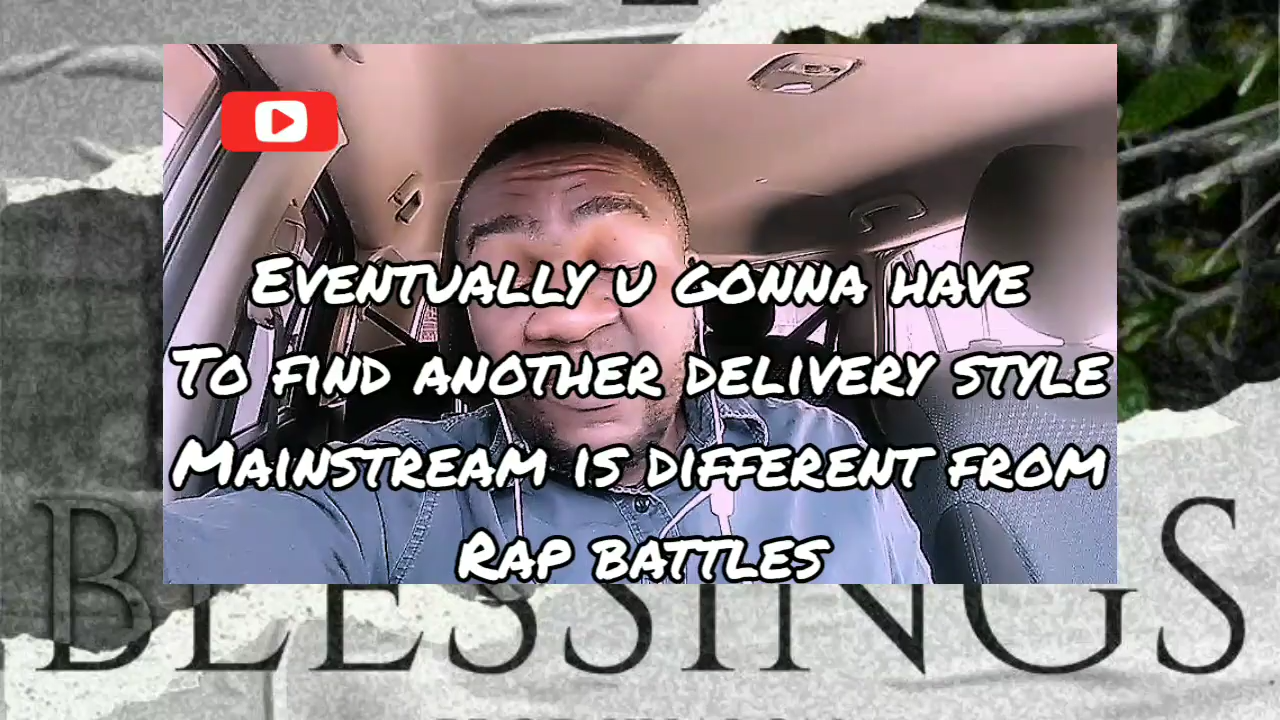 Eventually u gonna have
To find another delivery style
Mainstream is different from
Rap battles
BLESSINGS